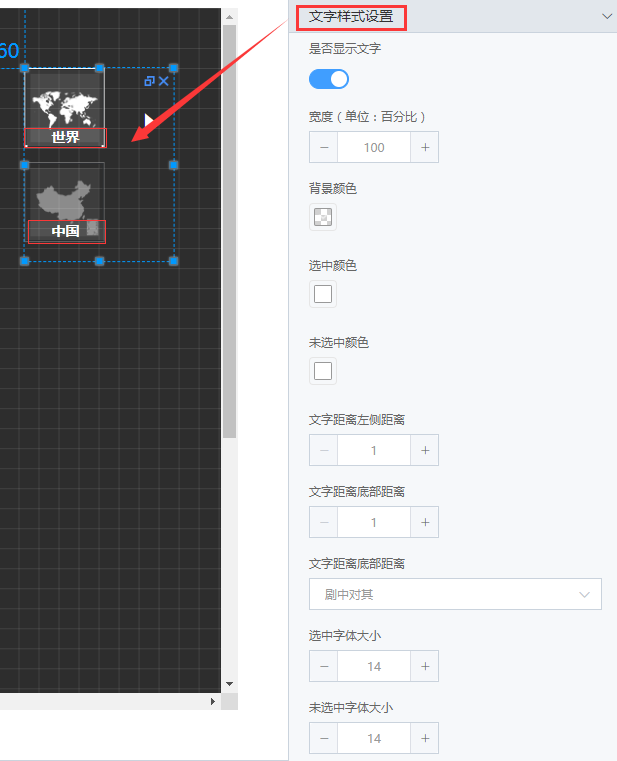 60
世界
中国
文字样式设置
是否显示文字
宽度（单位：百分比）
− 100 +
背景颜色
选中颜色
未选中颜色
文字距离左侧距离
− 1 +
文字距离底部距离
− 1 +
文字距离底部距离
剧中对其
选中字体大小
− 14 +
未选中字体大小
− 14 +